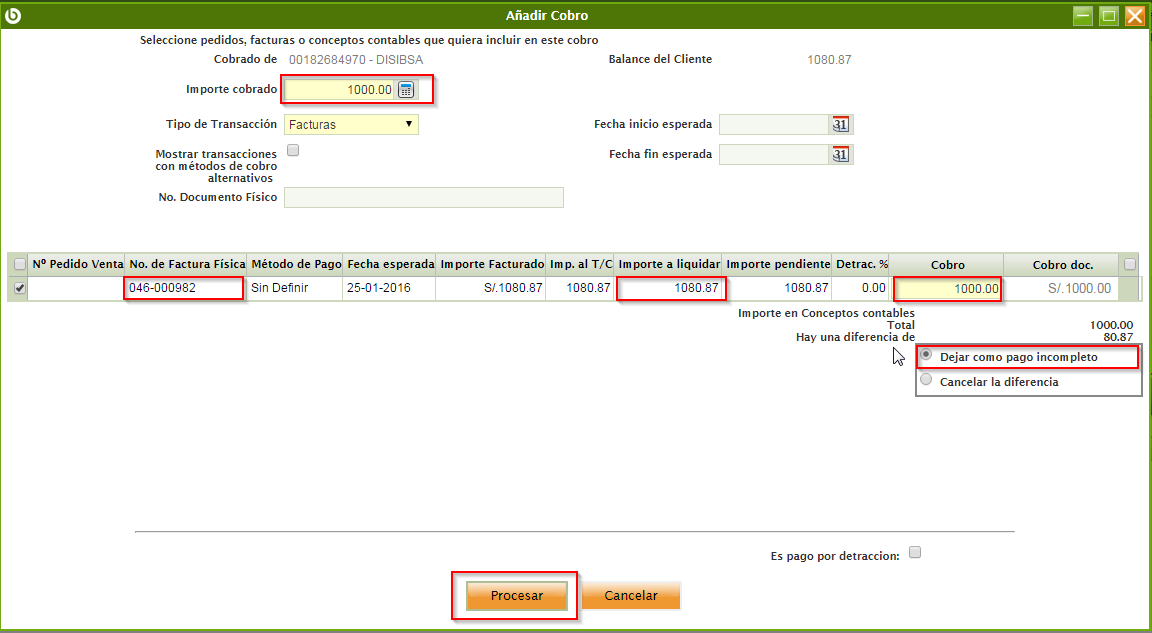 Añadir Cobro
Seleccione pedidos, facturas o conceptos contables que quiera incluir en este cobro
Cobrado de 00182684970 - DISIBSA Balance del Cliente 1080.87
Importe cobrado 1000.00
Tipo de Transacción Facturas Fecha inicio esperada 31
Mostrar transacciones con métodos de cobro alternativos Fecha fin esperada 31
No. Documento Físico
Nº Pedido Venta No. de Factura Física Método de Pago Fecha esperada Importe Facturado Imp. al T/C Importe a liquidar Importe pendiente Detrac. % Cobro Cobro doc.
046-000982 Sin Definir 25-01-2016 S/.1080.87 1080.87 1080.87 1080.87 0.00 1000.00 S/.1000.00
Importe en Conceptos contables
Total 1000.00
Hay una diferencia de 80.87
Dejar como pago incompleto
Cancelar la diferencia
Es pago por detraccion:
Procesar Cancelar